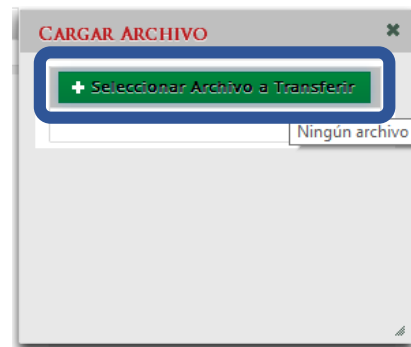 CARGAR ARCHIVO
+ Seleccionar Archivo a Transferir
Ningún archivo